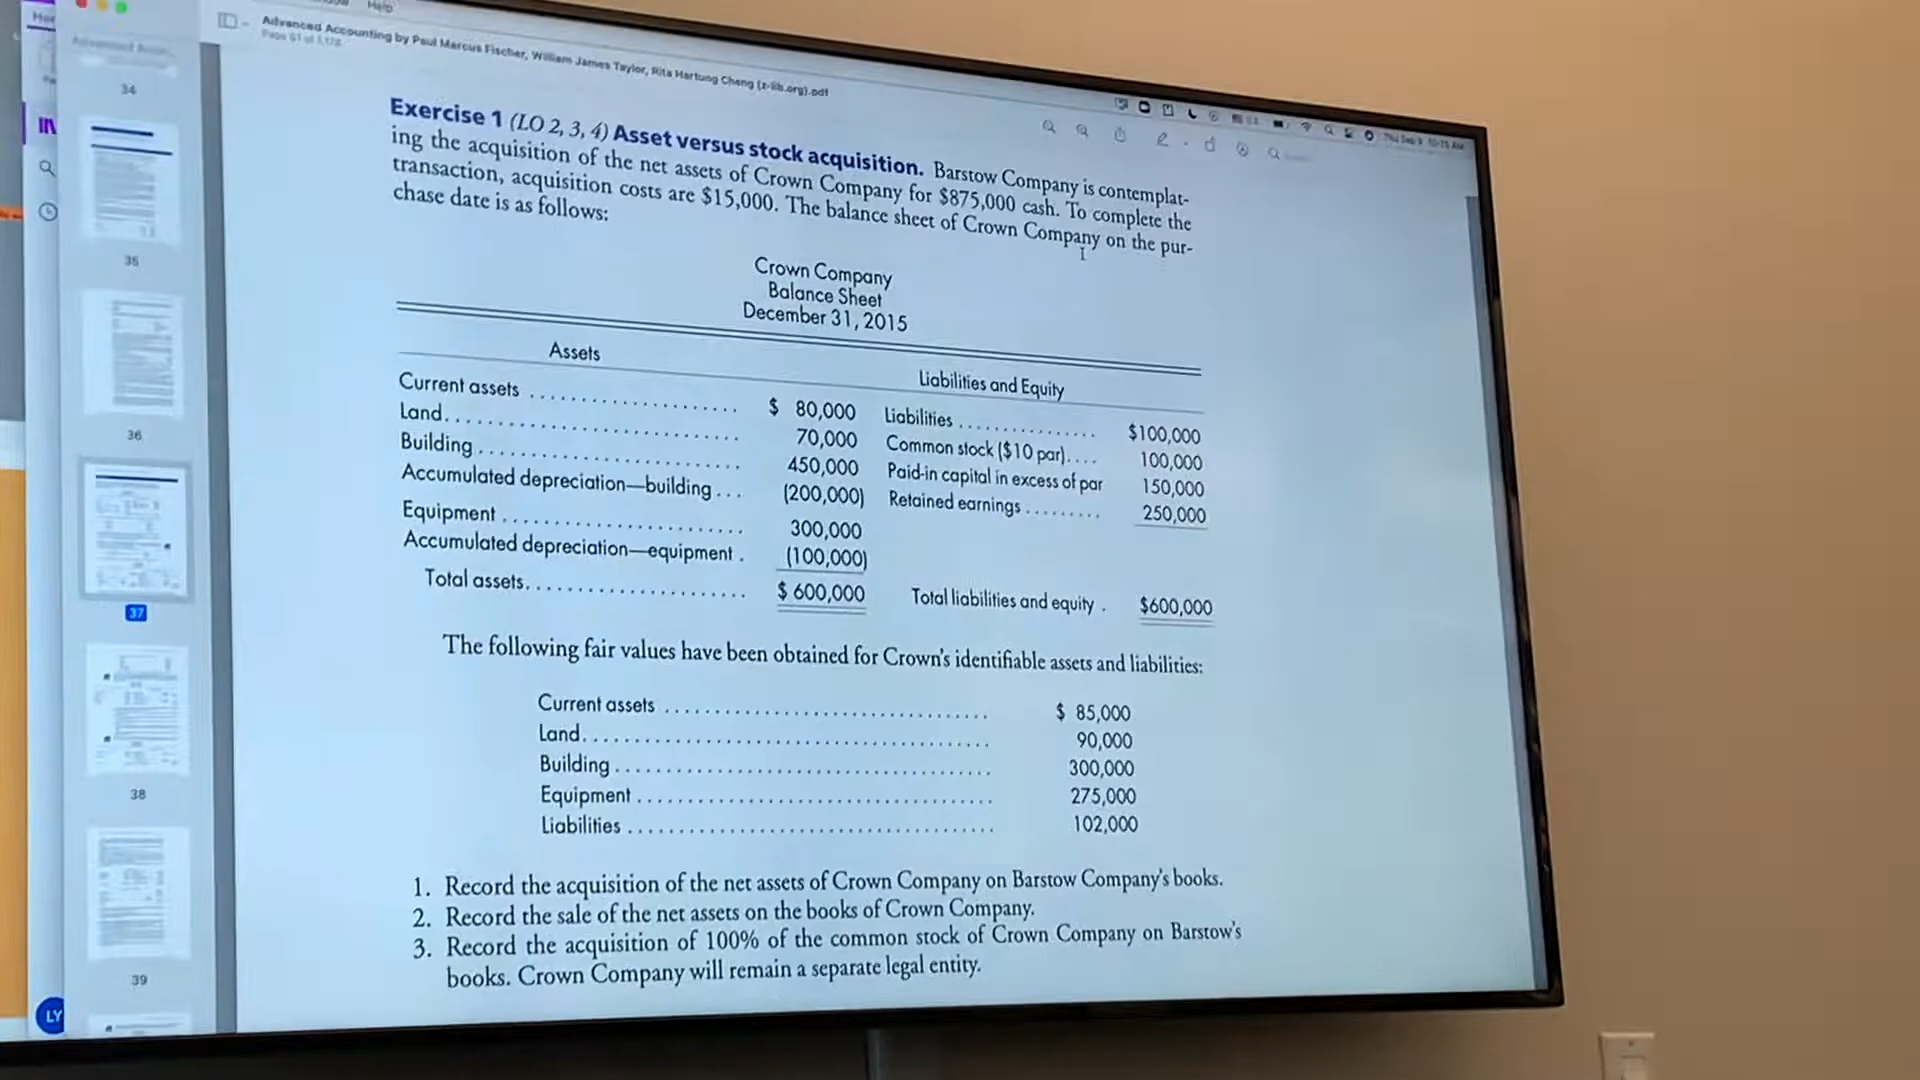 Help
Advanced Accounting by Paul Marcus Fischer, William James Taylor, Rita Hartung Cheng (z-lib.org).pdf
34
35
36
37
38
39
LY
Exercise 1 (LO 2, 3, 4) Asset versus stock acquisition. Barstow Company is contemplat-
ing the acquisition of the net assets of Crown Company for $875,000 cash. To complete the
transaction, acquisition costs are $15,000. The balance sheet of Crown Company on the pur-
chase date is as follows:
Crown Company
Balance Sheet
December 31, 2015
Assets
Liabilities and Equity
Current assets . . . . . . . . . . . . . . . . . . . . . $ 80,000 Liabilities . . . . . . . . . . . . . . . $100,000
Land. . . . . . . . . . . . . . . . . . . . . . . . . . . . 70,000 Common stock ($10 par). . . . 100,000
Building . . . . . . . . . . . . . . . . . . . . . . . . . 450,000 Paid-in capital in excess of par 150,000
Accumulated depreciation—building . . . (200,000) Retained earnings . . . . . . . . . 250,000
Equipment . . . . . . . . . . . . . . . . . . . . . . . 300,000
Accumulated depreciation—equipment . (100,000)
Total assets. . . . . . . . . . . . . . . . . . . . . . $ 600,000 Total liabilities and equity . $600,000
The following fair values have been obtained for Crown's identifiable assets and liabilities:
Current assets . . . . . . . . . . . . . . . . . . . . . . . . . . . . . . . . $ 85,000
Land. . . . . . . . . . . . . . . . . . . . . . . . . . . . . . . . . . . . . . . 90,000
Building . . . . . . . . . . . . . . . . . . . . . . . . . . . . . . . . . . . . 300,000
Equipment . . . . . . . . . . . . . . . . . . . . . . . . . . . . . . . . . . 275,000
Liabilities . . . . . . . . . . . . . . . . . . . . . . . . . . . . . . . . . . . 102,000
1. Record the acquisition of the net assets of Crown Company on Barstow Company's books.
2. Record the sale of the net assets on the books of Crown Company.
3. Record the acquisition of 100% of the common stock of Crown Company on Barstow's
books. Crown Company will remain a separate legal entity.